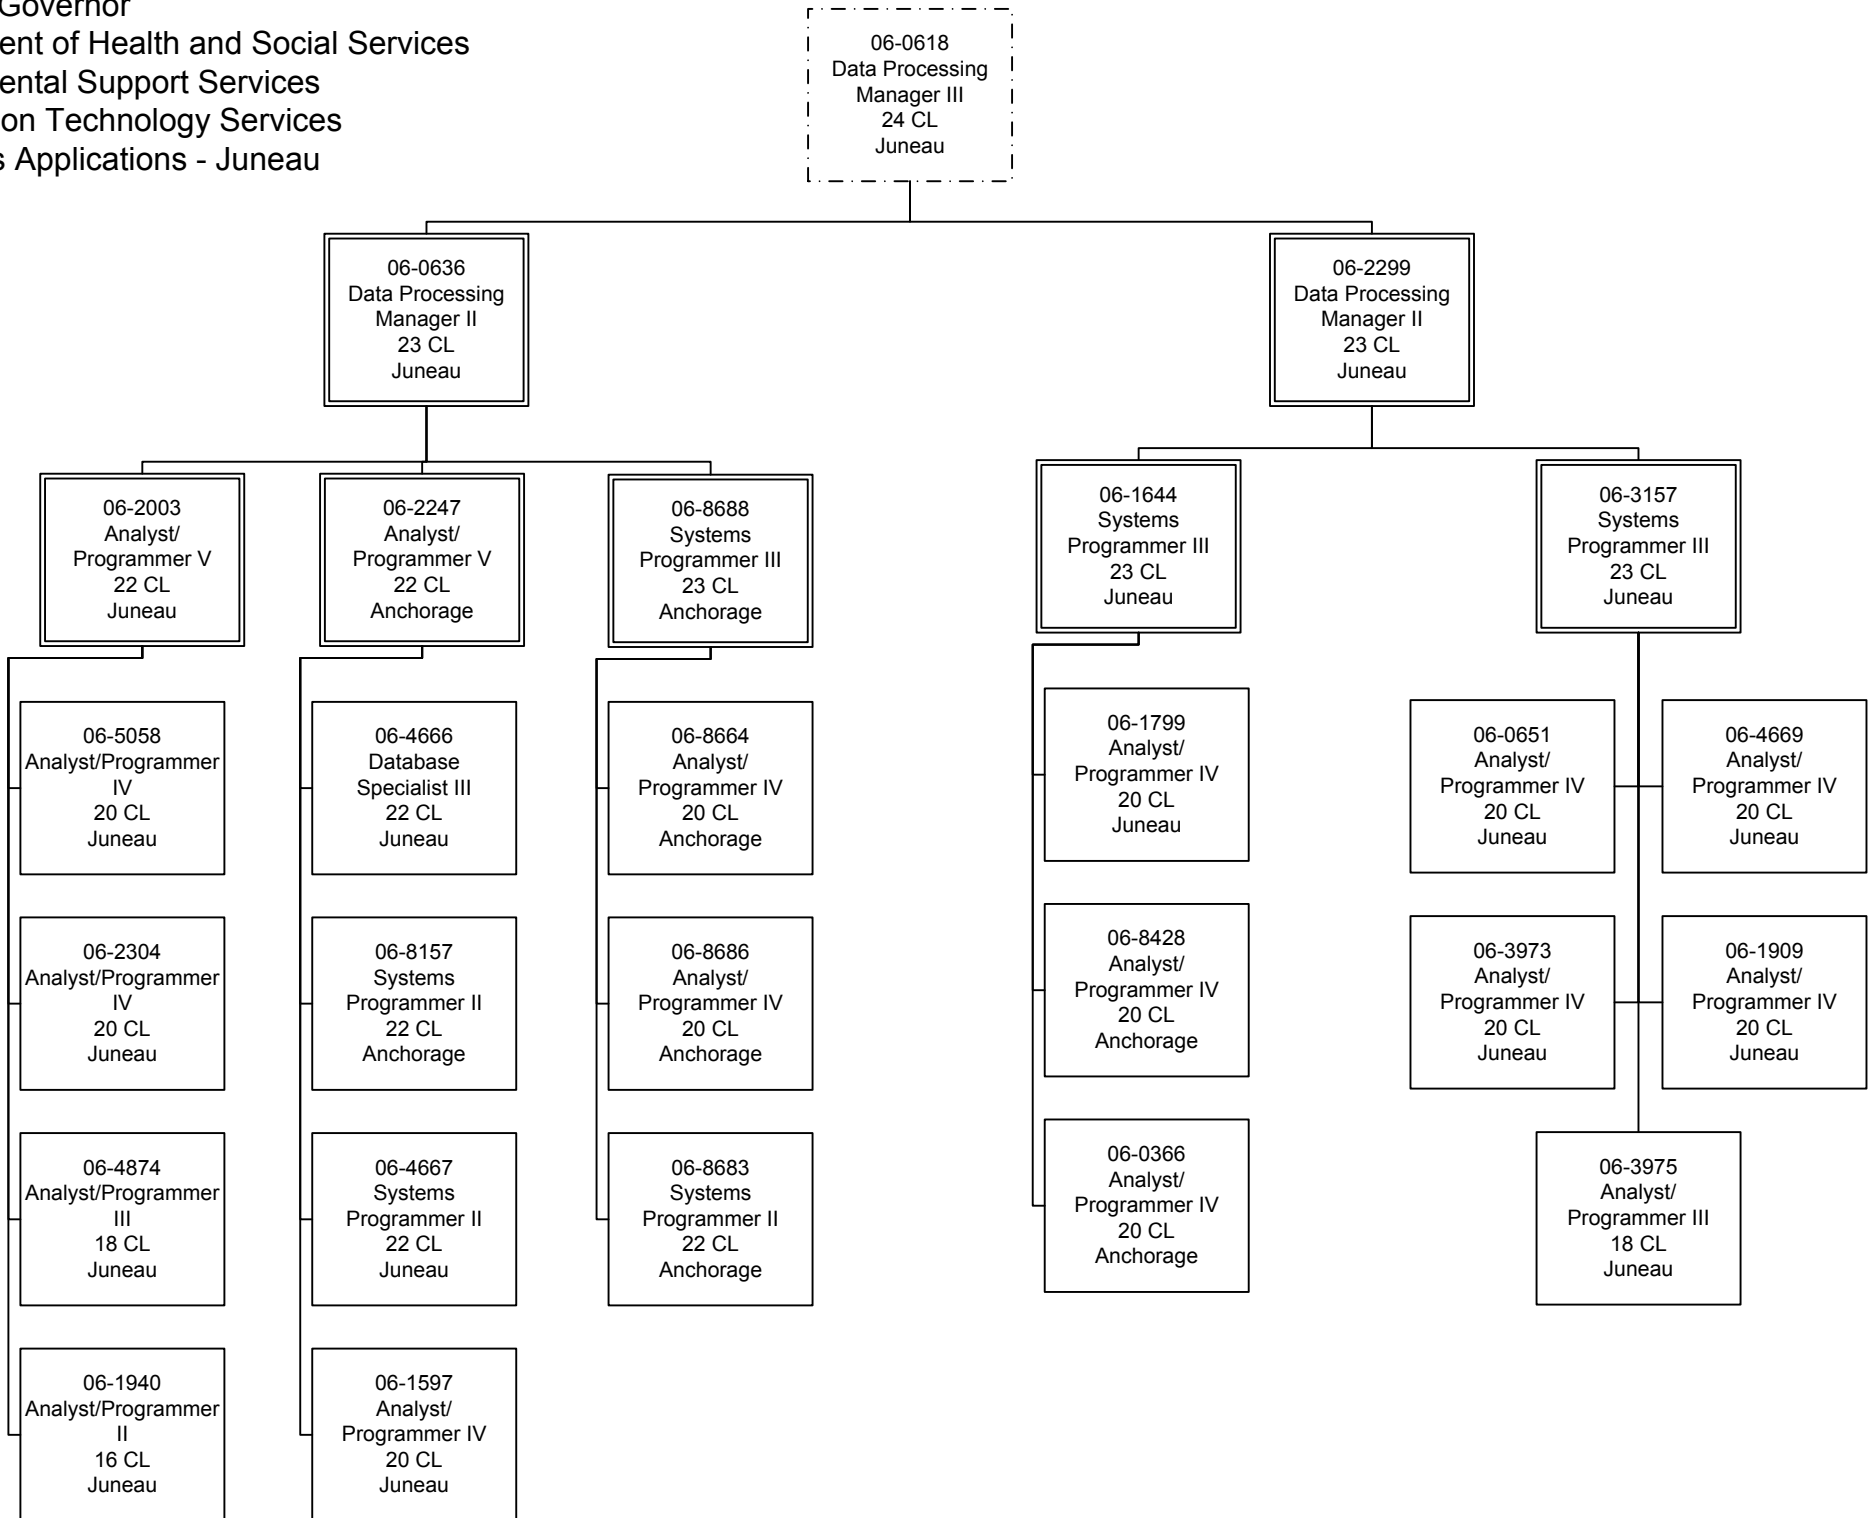 Governor
ent of Health and Social Services
ental Support Services
on Technology Services
s Applications - Juneau
06-0618
Data Processing
Manager III
24 CL
Juneau
06-0636
Data Processing
Manager II
23 CL
Juneau
06-2299
Data Processing
Manager II
23 CL
Juneau
06-2003
Analyst/
Programmer V
22 CL
Juneau
06-2247
Analyst/
Programmer V
22 CL
Anchorage
06-8688
Systems
Programmer III
23 CL
Anchorage
06-1644
Systems
Programmer III
23 CL
Juneau
06-3157
Systems
Programmer III
23 CL
Juneau
06-5058
Analyst/Programmer
IV
20 CL
Juneau
06-4666
Database
Specialist III
22 CL
Juneau
06-8664
Analyst/
Programmer IV
20 CL
Anchorage
06-1799
Analyst/
Programmer IV
20 CL
Juneau
06-0651
Analyst/
Programmer IV
20 CL
Juneau
06-4669
Analyst/
Programmer IV
20 CL
Juneau
06-2304
Analyst/Programmer
IV
20 CL
Juneau
06-8157
Systems
Programmer II
22 CL
Anchorage
06-8686
Analyst/
Programmer IV
20 CL
Anchorage
06-8428
Analyst/
Programmer IV
20 CL
Anchorage
06-3973
Analyst/
Programmer IV
20 CL
Juneau
06-1909
Analyst/
Programmer IV
20 CL
Juneau
06-4874
Analyst/Programmer
III
18 CL
Juneau
06-4667
Systems
Programmer II
22 CL
Juneau
06-8683
Systems
Programmer II
22 CL
Anchorage
06-0366
Analyst/
Programmer IV
20 CL
Anchorage
06-3975
Analyst/
Programmer III
18 CL
Juneau
06-1940
Analyst/Programmer
II
16 CL
Juneau
06-1597
Analyst/
Programmer IV
20 CL
Juneau